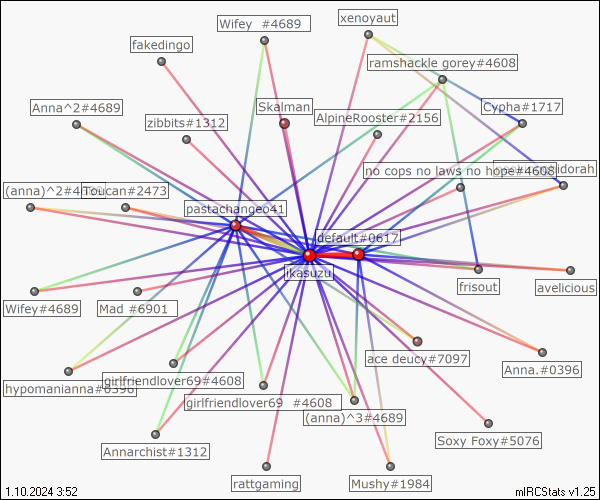 Wifey  #4689
xenoyaut
fakedingo
ramshackle gorey#4608
Skalman
Anna^2#4689
zibbits#1312
AlpineRooster#2156
Cypha#1717
no cops no laws no hope#4608
idorah
(anna)^2#4
Toucan#2473
pastachangeo41
default#0617
likasuzu
frisout
avelicious
Wifey#4689
Mad  #6901
ace deucy#7097
Anna.#0396
hypomanianna#0396
girlfriendlover69#4608
girlfriendlover69  #4608
(anna)^3#4689
Annarchist#1312
Soxy Foxy#5076
rattgaming
Mushy#1984
1.10.2024 3:52
mIRCStats v1.25